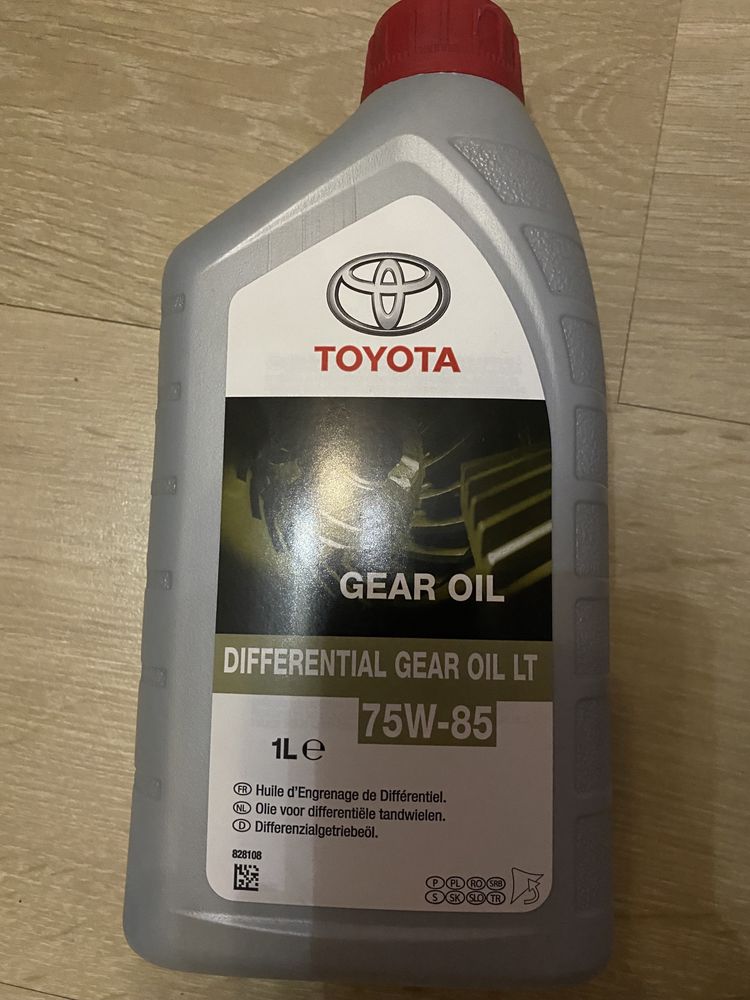 TOYOTA
GEAR OIL
DIFFERENTIAL GEAR OIL LT
75W-85
1L e
FR Huile d'Engrenage de Différentiel.
NL Olie voor differentiële tandwielen.
D Differenzialgetriebeöl.
828108
P PL RO SRB
S SK SLO TR